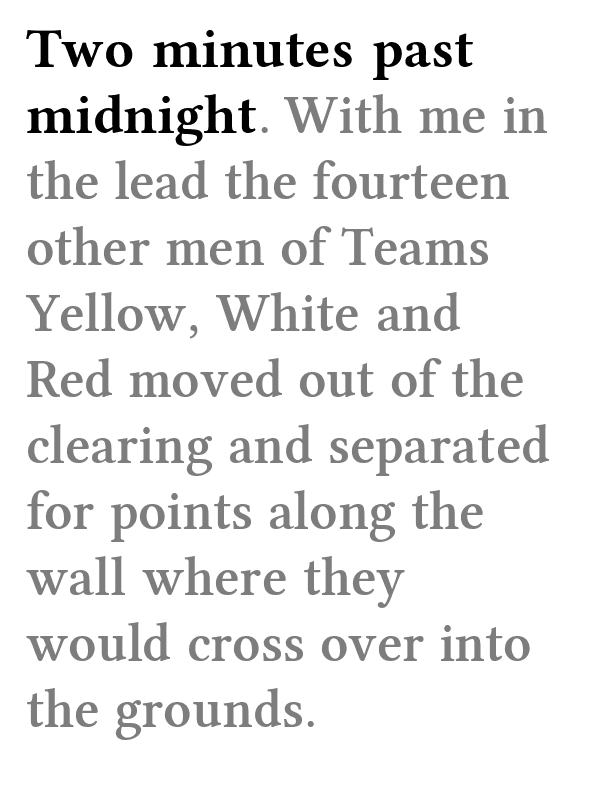 Two minutes past
midnight. With me in
the lead the fourteen
other men of Teams
Yellow, White and
Red moved out of the
clearing and separated
for points along the
wall where they
would cross over into
the grounds.